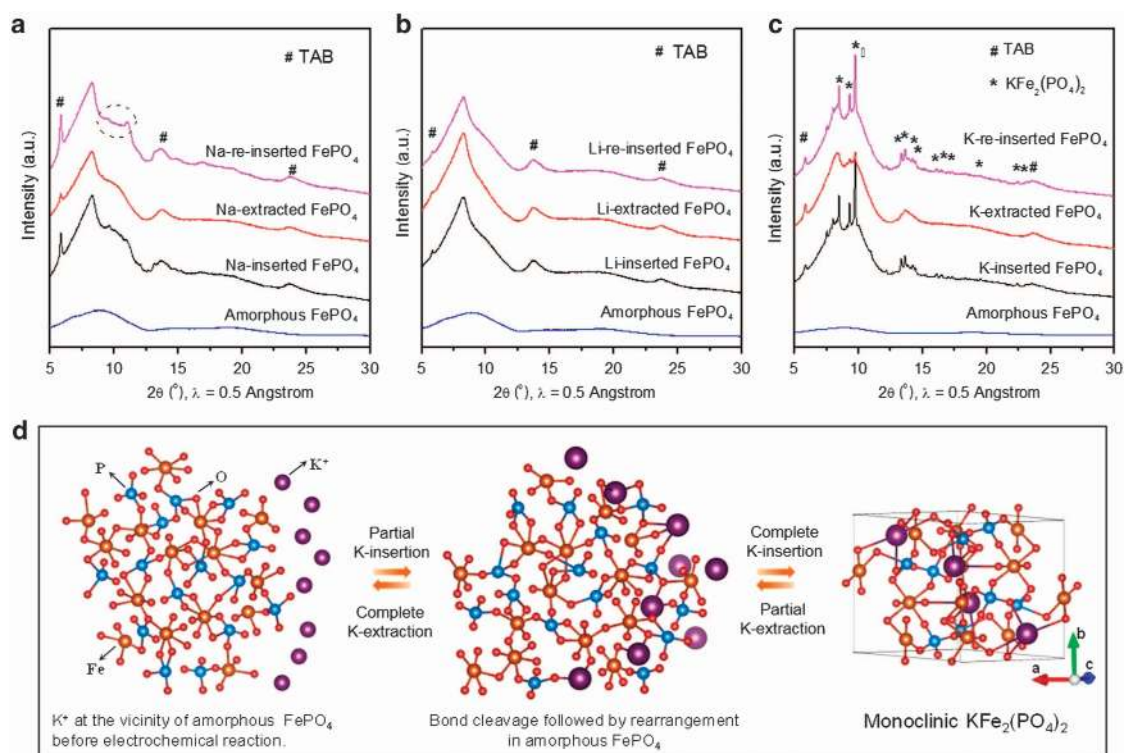 a
# TAB
#
#
#
Na-re-inserted FePO₄
Na-extracted FePO₄
Na-inserted FePO₄
Amorphous FePO₄
Intensity (a.u.)
5 10 15 20 25 30
2θ (°), λ = 0.5 Angstrom
b
# TAB
#
#
#
Li-re-inserted FePO₄
Li-extracted FePO₄
Li-inserted FePO₄
Amorphous FePO₄
Intensity (a.u.)
5 10 15 20 25 30
2θ (°), λ = 0.5 Angstrom
c
# TAB
* KFe₂(PO₄)₂
* * *
#
* * * * * * * * * * #
K-re-inserted FePO₄
K-extracted FePO₄
K-inserted FePO₄
Amorphous FePO₄
Intensity (a.u.)
5 10 15 20 25 30
2θ (°), λ = 0.5 Angstrom
d
P
O
K⁺
Fe
K⁺ at the vicinity of amorphous FePO₄
before electrochemical reaction.
Partial
K-insertion
Complete
K-extraction
Bond cleavage followed by rearrangement
in amorphous FePO₄
Complete
K-insertion
Partial
K-extraction
b
a
c
Monoclinic KFe₂(PO₄)₂